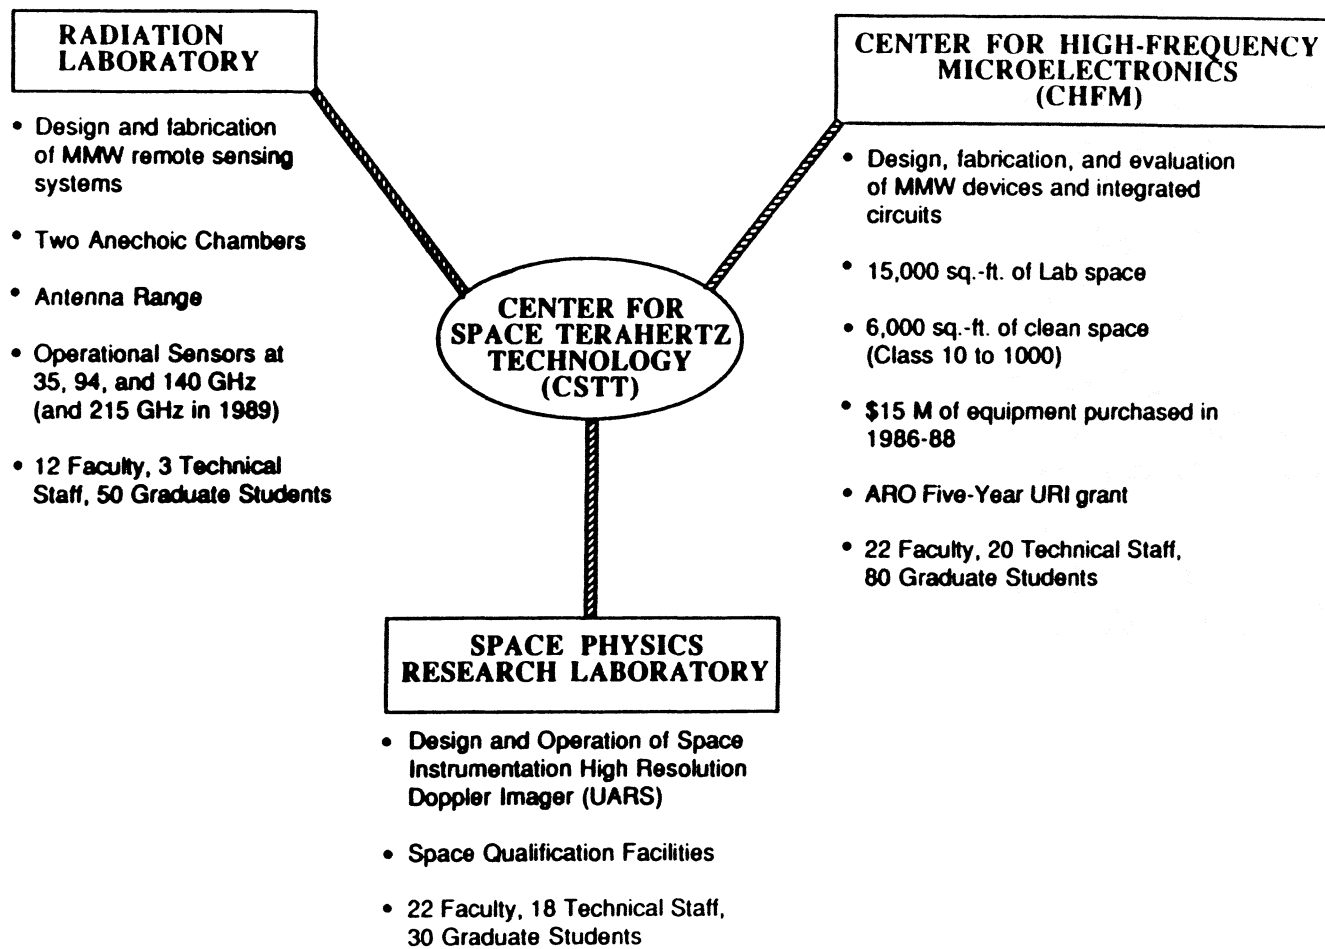 RADIATION
LABORATORY
• Design and fabrication
of MMW remote sensing
systems
• Two Anechoic Chambers
• Antenna Range
• Operational Sensors at
35, 94, and 140 GHz
(and 215 GHz in 1989)
• 12 Faculty, 3 Technical
Staff, 50 Graduate Students
CENTER FOR HIGH-FREQUENCY
MICROELECTRONICS
(CHFM)
• Design, fabrication, and evaluation
of MMW devices and integrated
circuits
• 15,000 sq.-ft. of Lab space
• 6,000 sq.-ft. of clean space
(Class 10 to 1000)
• $15 M of equipment purchased in
1986-88
• ARO Five-Year URI grant
• 22 Faculty, 20 Technical Staff,
80 Graduate Students
CENTER FOR
SPACE TERAHERTZ
TECHNOLOGY
(CSTT)
SPACE PHYSICS
RESEARCH LABORATORY
• Design and Operation of Space
Instrumentation High Resolution
Doppler Imager (UARS)
• Space Qualification Facilities
• 22 Faculty, 18 Technical Staff,
30 Graduate Students